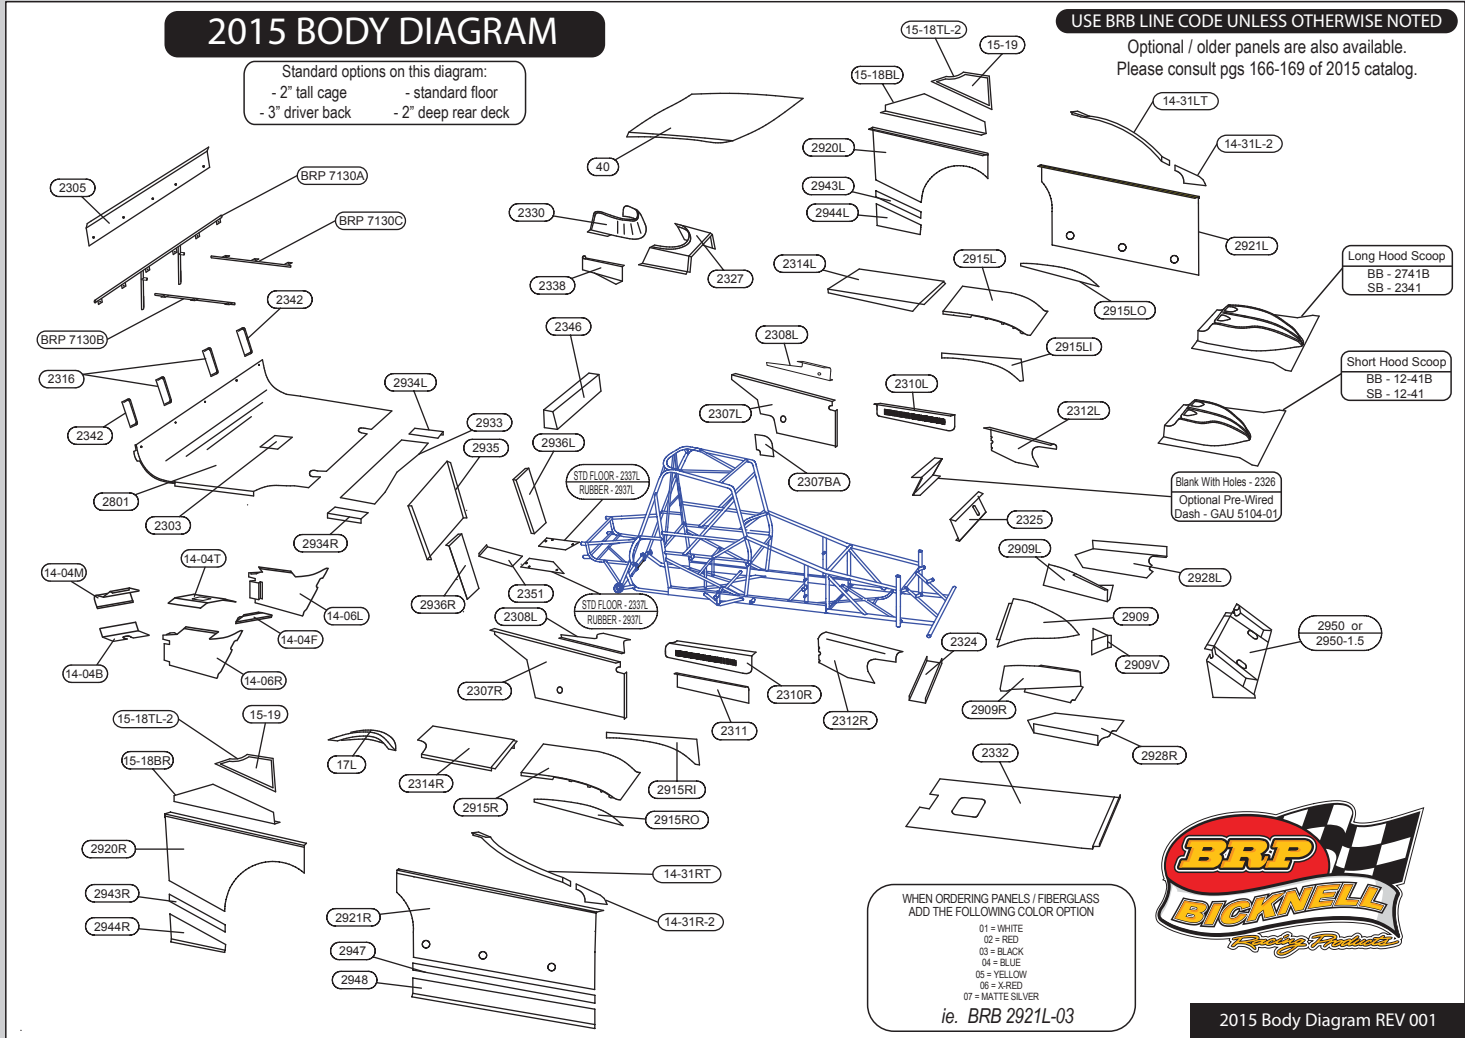 2015 BODY DIAGRAM
Standard options on this diagram:
- 2" tall cage - standard floor
- 3" driver back - 2" deep rear deck
USE BRB LINE CODE UNLESS OTHERWISE NOTED
Optional / older panels are also available.
Please consult pgs 166-169 of 2015 catalog.
15-18TL-2
15-19
15-18BL
14-31LT
14-31L-2
2920L
2943L
2944L
2921L
40
2305
BRP 7130A
BRP 7130C
BRP 7130B
2330
2338
2327
2314L
2915L
2915LO
2915LI
Long Hood Scoop
BB - 2741B
SB - 2341
Short Hood Scoop
BB - 12-41B
SB - 12-41
2342
2316
2342
2346
2308L
2310L
2307L
2312L
2307BA
2934L
2933
2935
2936L
2801
2303
2934R
STD FLOOR - 2337L
RUBBER - 2937L
Blank With Holes - 2326
Optional Pre-Wired
Dash - GAU 5104-01
2325
2909L
2928L
14-04M
14-04T
14-06L
14-04F
14-04B
14-06R
2936R
2351
STD FLOOR - 2337L
RUBBER - 2937L
2308L
2307R
2310R
2311
2312R
2324
2909
2909V
2909R
2928R
2950 or
2950-1.5
15-18TL-2
15-19
15-18BR
17L
2314R
2915R
2915RI
2915RO
2332
2920R
2943R
2944R
14-31RT
14-31R-2
2921R
2947
2948
WHEN ORDERING PANELS / FIBERGLASS
ADD THE FOLLOWING COLOR OPTION
01 = WHITE
02 = RED
03 = BLACK
04 = BLUE
05 = YELLOW
06 = X-RED
07 = MATTE SILVER
ie. BRB 2921L-03
BRP
BICKNELL
Racing Products
2015 Body Diagram REV 001